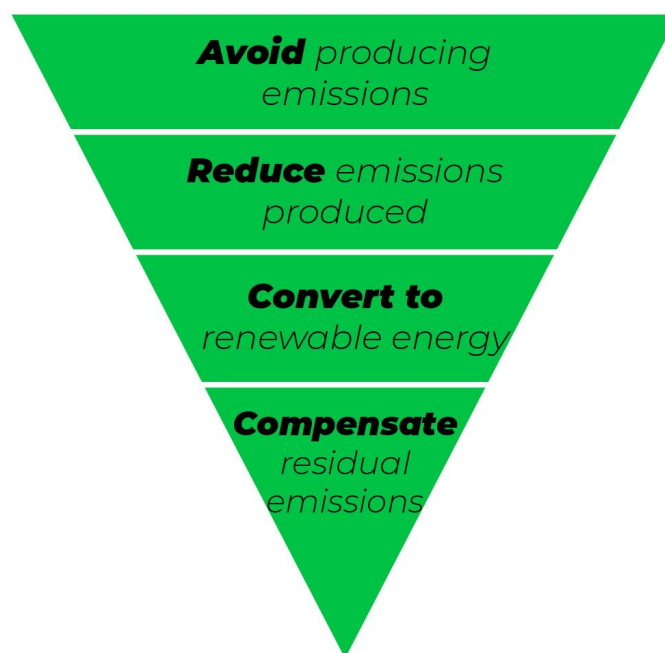 Avoid producing
emissions
Reduce emissions
produced
Convert to
renewable energy
Compensate
residual
emissions